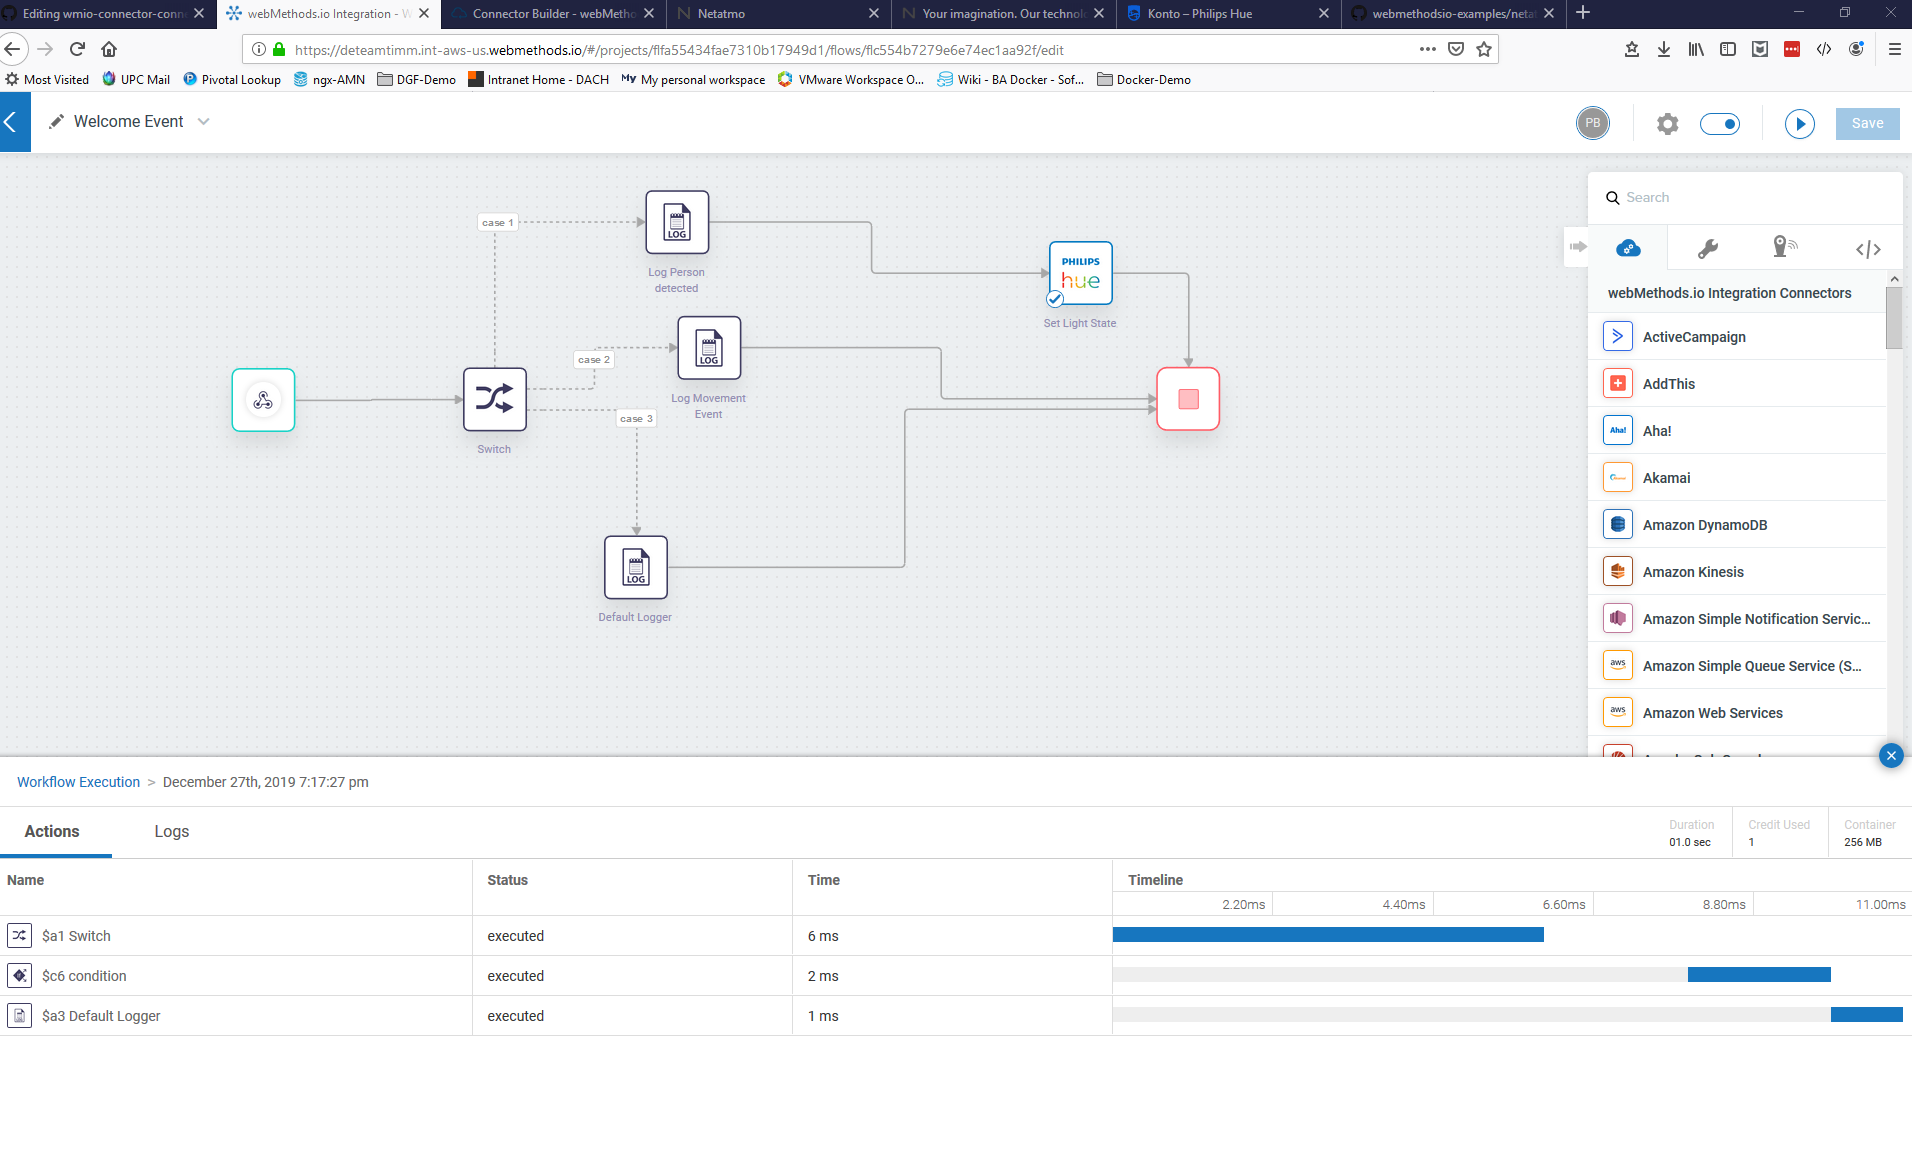 Editing wmio-connector-conn
webMethods.io Integration - W
Connector Builder - webMetho
Netatmo
Your imagination. Our technolo
Konto – Philips Hue
webmethodsio-examples/neta
https://deteamtimm.int-aws-us.webmethods.io/#/projects/flfa55434fae7310b17949d1/flows/flc554b7279e6e74ec1aa92f/edit
Most Visited
UPC Mail
Pivotal Lookup
ngx-AMN
DGF-Demo
Intranet Home - DACH
My My personal workspace
VMware Workspace O...
Wiki - BA Docker - Sof...
Docker-Demo
Welcome Event
PB
Save
Search
case 1
LOG
Log Person
detected
PHILIPS
hue
Set Light State
case 2
LOG
Log Movement
Event
Switch
case 3
LOG
Default Logger
webMethods.io Integration Connectors
ActiveCampaign
AddThis
Aha! Aha!
Akamai
Amazon DynamoDB
Amazon Kinesis
Amazon Simple Notification Servic...
aws Amazon Simple Queue Service (S...
aws Amazon Web Services
Workflow Execution > December 27th, 2019 7:17:27 pm
Actions
Logs
Duration
01.0 sec
Credit Used
1
Container
256 MB
Name
Status
Time
Timeline
2.20ms
4.40ms
6.60ms
8.80ms
11.00ms
$a1 Switch
executed
6 ms
$c6 condition
executed
2 ms
$a3 Default Logger
executed
1 ms